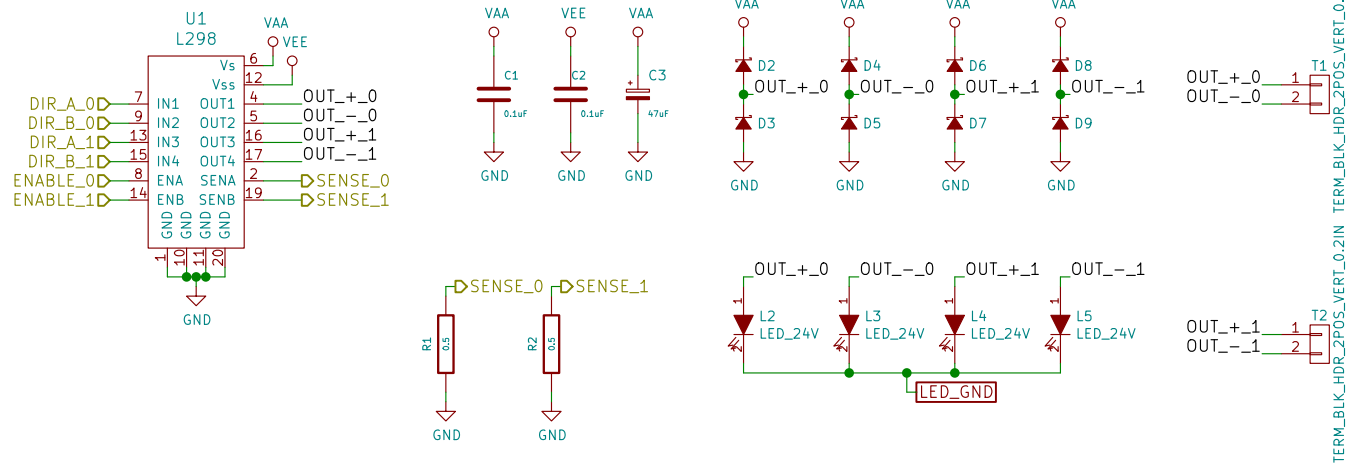 U1
L298
VAA
VEE
6
Vs
12
Vss
DIR_A_0 7 IN1 OUT1 4 OUT_+_0
DIR_B_0 9 IN2 OUT2 5 OUT_-_0
DIR_A_1 13 IN3 OUT3 16 OUT_+_1
DIR_B_1 15 IN4 OUT4 17 OUT_-_1
ENABLE_0 8 ENA SENA 2 SENSE_0
ENABLE_1 14 ENB SENB 19 SENSE_1
GND GND GND GND
1 10 11 20
GND
VAA VEE VAA
C1 C2 C3
+
0.1uF 0.1uF 47uF
GND GND GND
VAA VAA VAA VAA
D2 D4 D6 D8
OUT_+_0 OUT_-_0 OUT_+_1 OUT_-_1
D3 D5 D7 D9
GND GND GND GND
SENSE_0 SENSE_1
R1 0.5 R2 0.5
GND GND
OUT_+_0 OUT_-_0 OUT_+_1 OUT_-_1
1 1 1 1
L2 L3 L4 L5
LED_24V LED_24V LED_24V LED_24V
2 2 2 2
LED_GND
T1
OUT_+_0 1
OUT_-_0 2
TERM_BLK_HDR_2POS_VERT_0.
T2
OUT_+_1 1
OUT_-_1 2
TERM_BLK_HDR_2POS_VERT_0.2IN